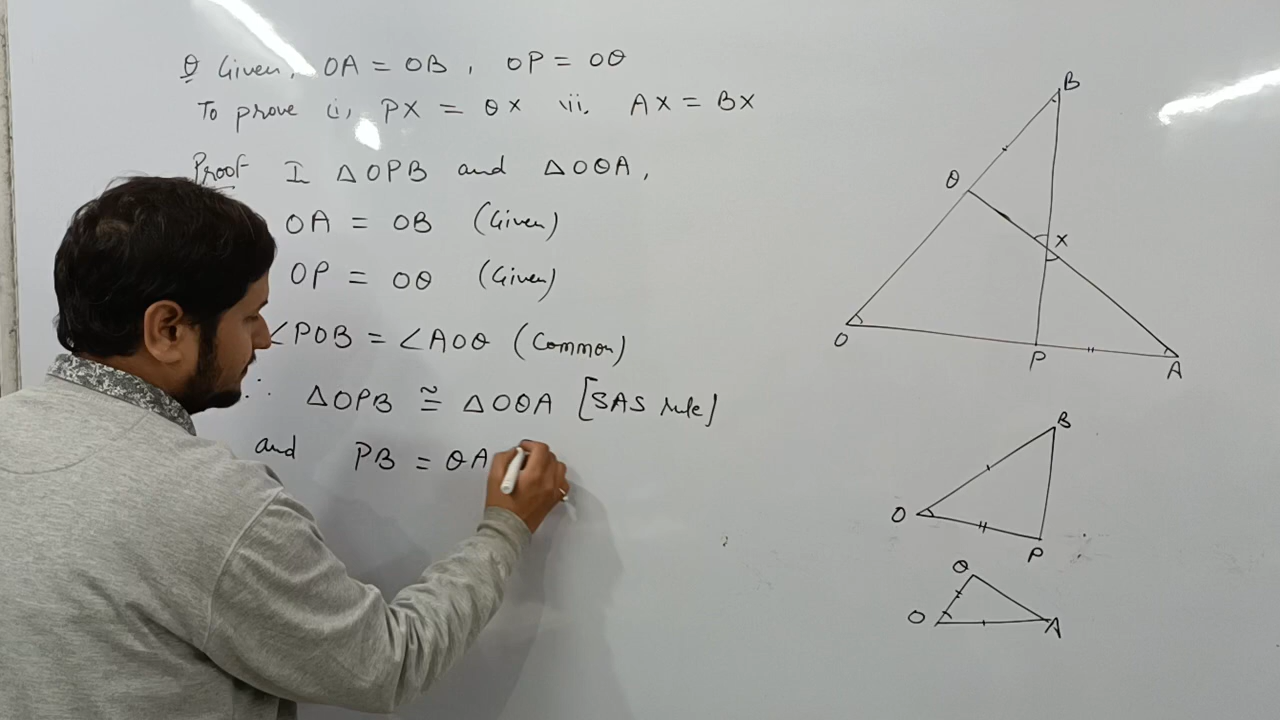 Q Given, OA = OB, OP = OQ
To prove (i) PX = QX (ii) AX = BX
Proof I △OPB and △OQA,
OA = OB (Given)
OP = OQ (Given)
∠POB = ∠AOQ (Common)
∴ △OPB ≅ △OQA [SAS rule]
and PB = QA
B
Q
X
O
P
A
B
O
P
Q
O
A